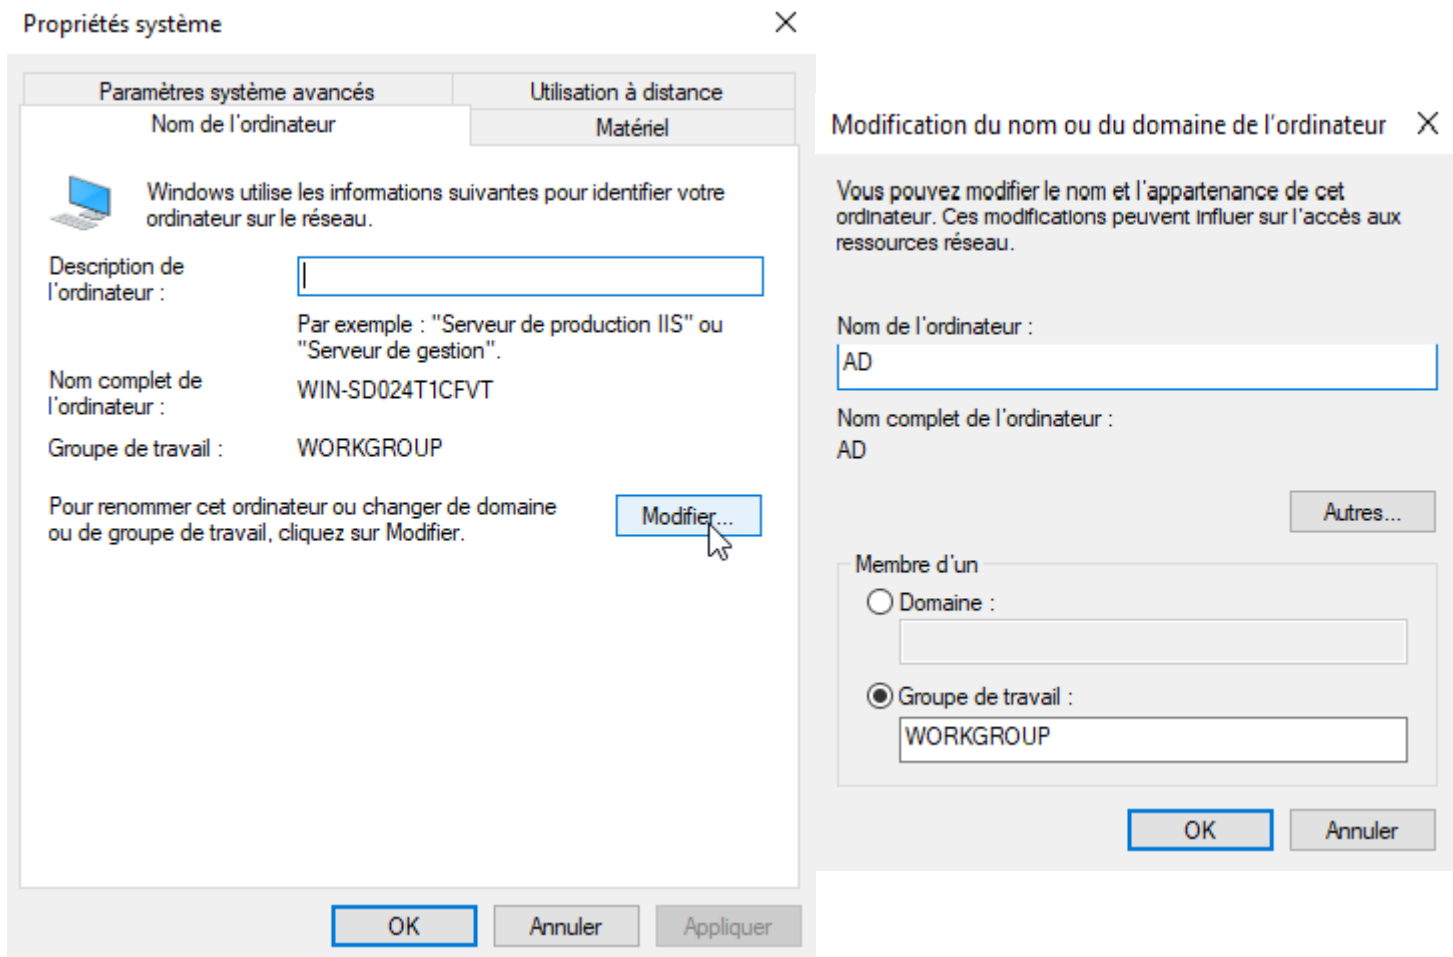 Propriétés système
Paramètres système avancés
Utilisation à distance
Nom de l'ordinateur
Matériel
Windows utilise les informations suivantes pour identifier votre
ordinateur sur le réseau.
Description de
l'ordinateur :
Par exemple : "Serveur de production IIS" ou
"Serveur de gestion".
Nom complet de
l'ordinateur :
WIN-SD024T1CFVT
Groupe de travail :
WORKGROUP
Pour renommer cet ordinateur ou changer de domaine
ou de groupe de travail, cliquez sur Modifier.
Modifier...
OK
Annuler
Appliquer
Modification du nom ou du domaine de l'ordinateur
Vous pouvez modifier le nom et l'appartenance de cet
ordinateur. Ces modifications peuvent influer sur l'accès aux
ressources réseau.
Nom de l'ordinateur :
AD
Nom complet de l'ordinateur :
AD
Autres...
Membre d'un
Domaine :
Groupe de travail :
WORKGROUP
OK
Annuler